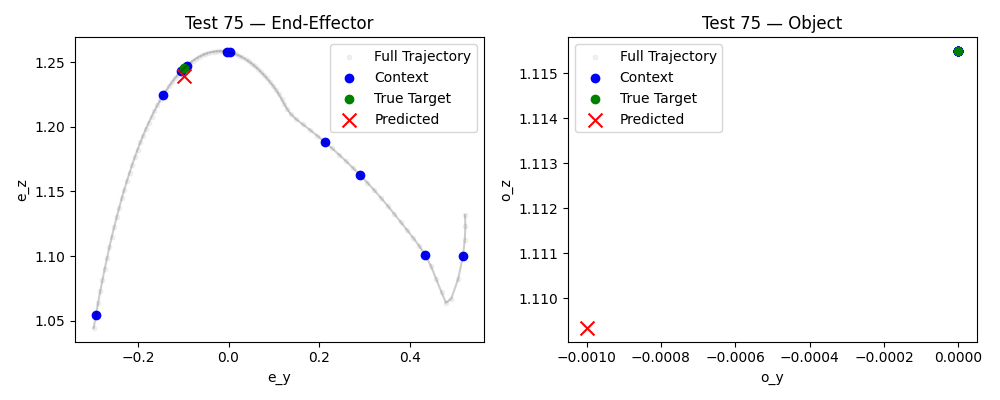 Test 75 — End-Effector
Full Trajectory
Context
True Target
Predicted
1.25
1.20
1.15
1.10
1.05
e_z
−0.2
0.0
0.2
0.4
e_y
Test 75 — Object
Full Trajectory
Context
True Target
Predicted
1.115
1.114
1.113
1.112
1.111
1.110
o_z
−0.0010
−0.0008
−0.0006
−0.0004
−0.0002
0.0000
o_y